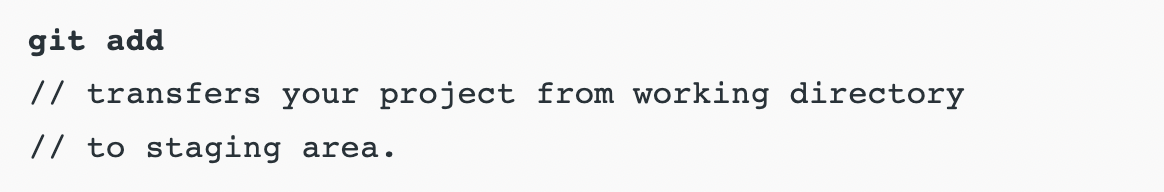 git add
// transfers your project from working directory
// to staging area.